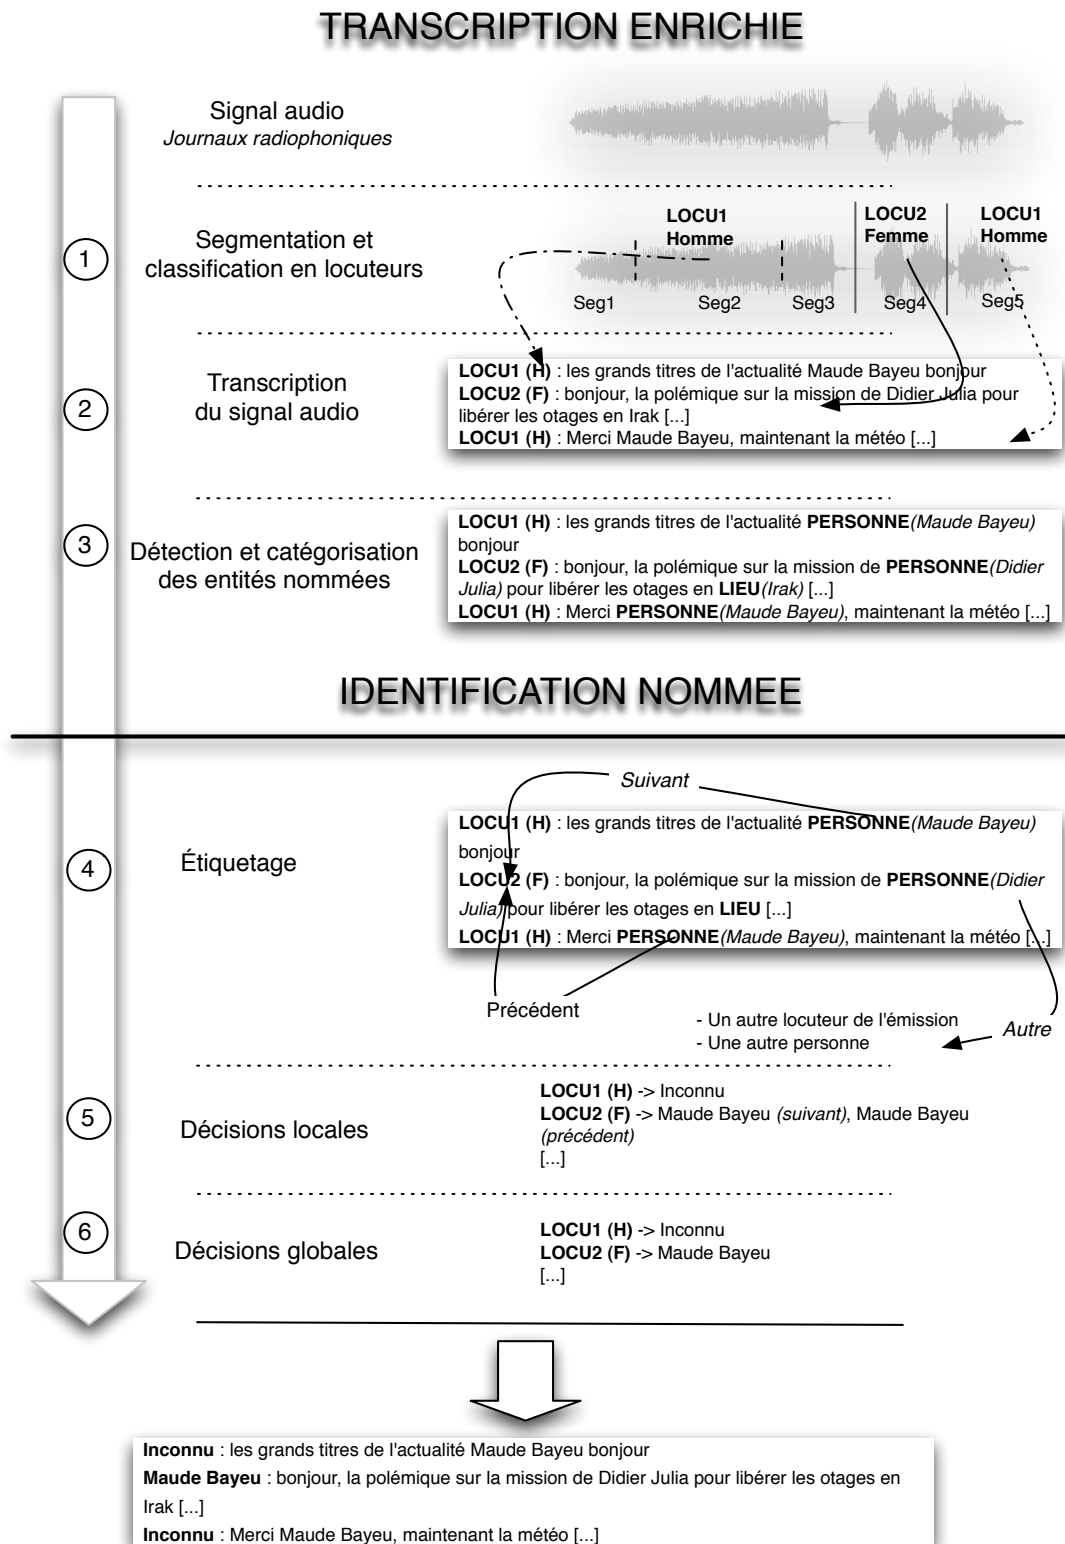 TRANSCRIPTION ENRICHIE
Signal audio
Journaux radiophoniques
1
Segmentation et
classification en locuteurs
LOCU1
Homme
LOCU2
Femme
LOCU1
Homme
Seg1
Seg2
Seg3
Seg4
Seg5
2
Transcription
du signal audio
LOCU1 (H) : les grands titres de l'actualité Maude Bayeu bonjour
LOCU2 (F) : bonjour, la polémique sur la mission de Didier Julia pour
libérer les otages en Irak [...]
LOCU1 (H) : Merci Maude Bayeu, maintenant la météo [...]
3
Détection et catégorisation
des entités nommées
LOCU1 (H) : les grands titres de l'actualité PERSONNE(Maude Bayeu)
bonjour
LOCU2 (F) : bonjour, la polémique sur la mission de PERSONNE(Didier
Julia) pour libérer les otages en LIEU(Irak) [...]
LOCU1 (H) : Merci PERSONNE(Maude Bayeu), maintenant la météo [...]
IDENTIFICATION NOMMEE
4
Étiquetage
Suivant
LOCU1 (H) : les grands titres de l'actualité PERSONNE(Maude Bayeu)
bonjour
LOCU2 (F) : bonjour, la polémique sur la mission de PERSONNE(Didier
Julia) pour libérer les otages en LIEU [...]
LOCU1 (H) : Merci PERSONNE(Maude Bayeu), maintenant la météo [...]
Précédent
- Un autre locuteur de l'émission
- Une autre personne
Autre
5
Décisions locales
LOCU1 (H) -> Inconnu
LOCU2 (F) -> Maude Bayeu (suivant), Maude Bayeu
(précédent)
[...]
6
Décisions globales
LOCU1 (H) -> Inconnu
LOCU2 (F) -> Maude Bayeu
[...]
Inconnu : les grands titres de l'actualité Maude Bayeu bonjour
Maude Bayeu : bonjour, la polémique sur la mission de Didier Julia pour libérer les otages en
Irak [...]
Inconnu : Merci Maude Bayeu, maintenant la météo [...]